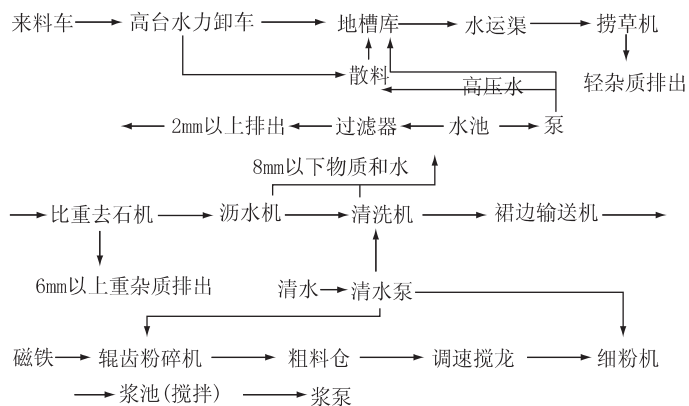 来料车 高台水力卸车 地槽库 水运渠 捞草机
散料 轻杂质排出
高压水
2mm以上排出 过滤器 水池 泵
8mm以下物质和水
比重去石机 沥水机 清洗机 裙边输送机
6mm以上重杂质排出 清水 清水泵
磁铁 辊齿粉碎机 粗料仓 调速搅龙 细粉机
浆池(搅拌) 浆泵